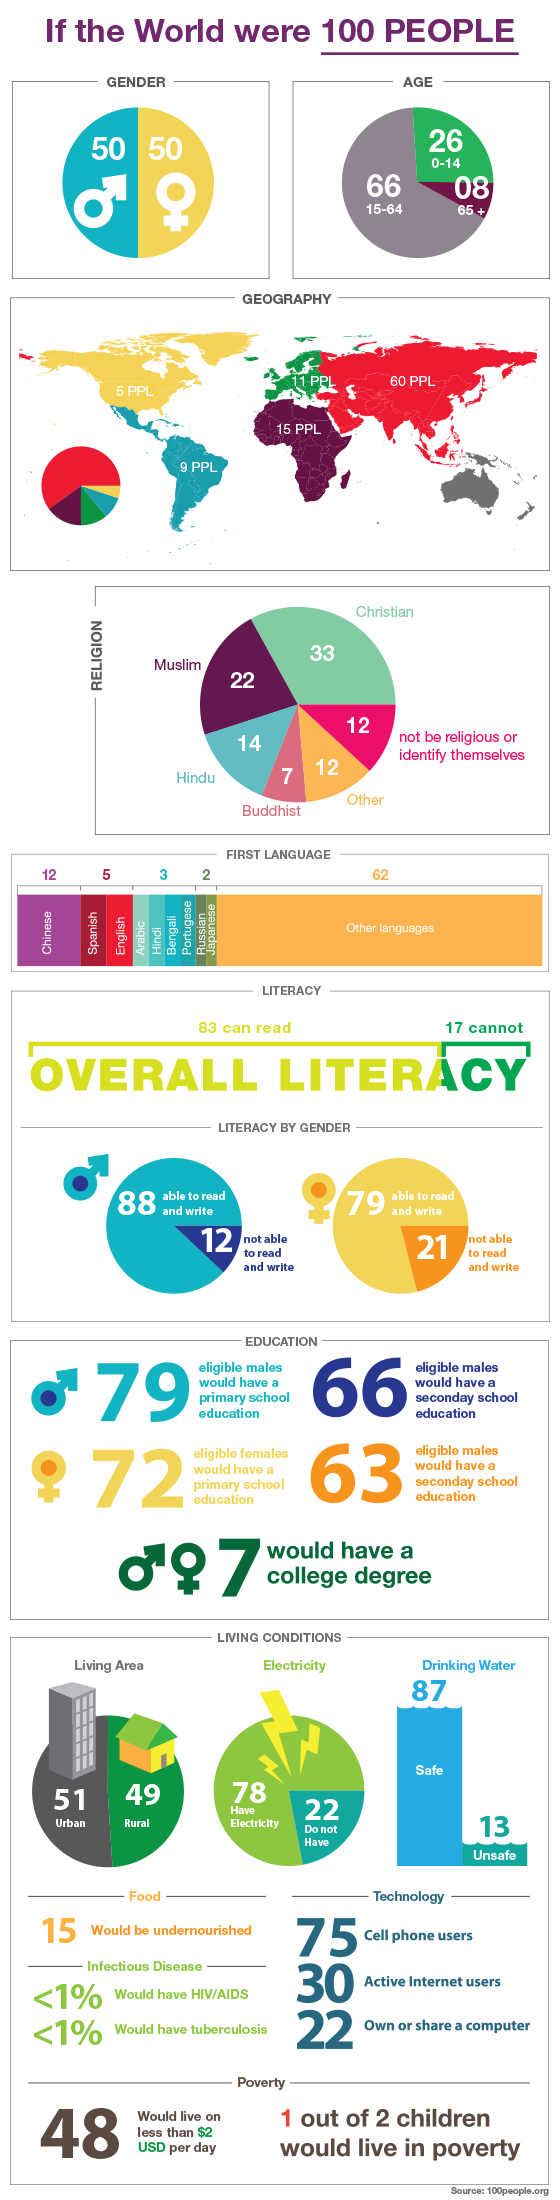 If the World were 100 PEOPLE
GENDER
50
50
AGE
26
0-14
66
15-64
08
65 +
GEOGRAPHY
5 PPL
11 PPL
60 PPL
15 PPL
9 PPL
RELIGION
Christian
33
Muslim
22
12
not be religious or
identify themselves
14
Hindu
7
Buddhist
12
Other
FIRST LANGUAGE
12
5
3
2
62
Chinese
Spanish
English
Arabic
Hindi
Bengali
Portugese
Russian
Japanese
Other languages
LITERACY
83 can read
17 cannot
OVERALL LITERACY
LITERACY BY GENDER
88 able to read
and write
12 not able
to read
and write
79 able to read
and write
21 not able
to read
and write
EDUCATION
79
eligible males
would have a
primary school
education
66
eligible males
would have a
seconday school
education
72
eligible females
would have a
primary school
education
63
eligible males
would have a
seconday school
education
7
would have a
college degree
LIVING CONDITIONS
Living Area
51
Urban
49
Rural
Electricity
78
Have
Electricity
22
Do not
Have
Drinking Water
87
Safe
13
Unsafe
Food
15 Would be undernourished
Infectious Disease
<1% Would have HIV/AIDS
<1% Would have tuberculosis
Technology
75 Cell phone users
30 Active Internet users
22 Own or share a computer
Poverty
48
Would live on
less than $2
USD per day
1 out of 2 children
would live in poverty
Source: 100people.org